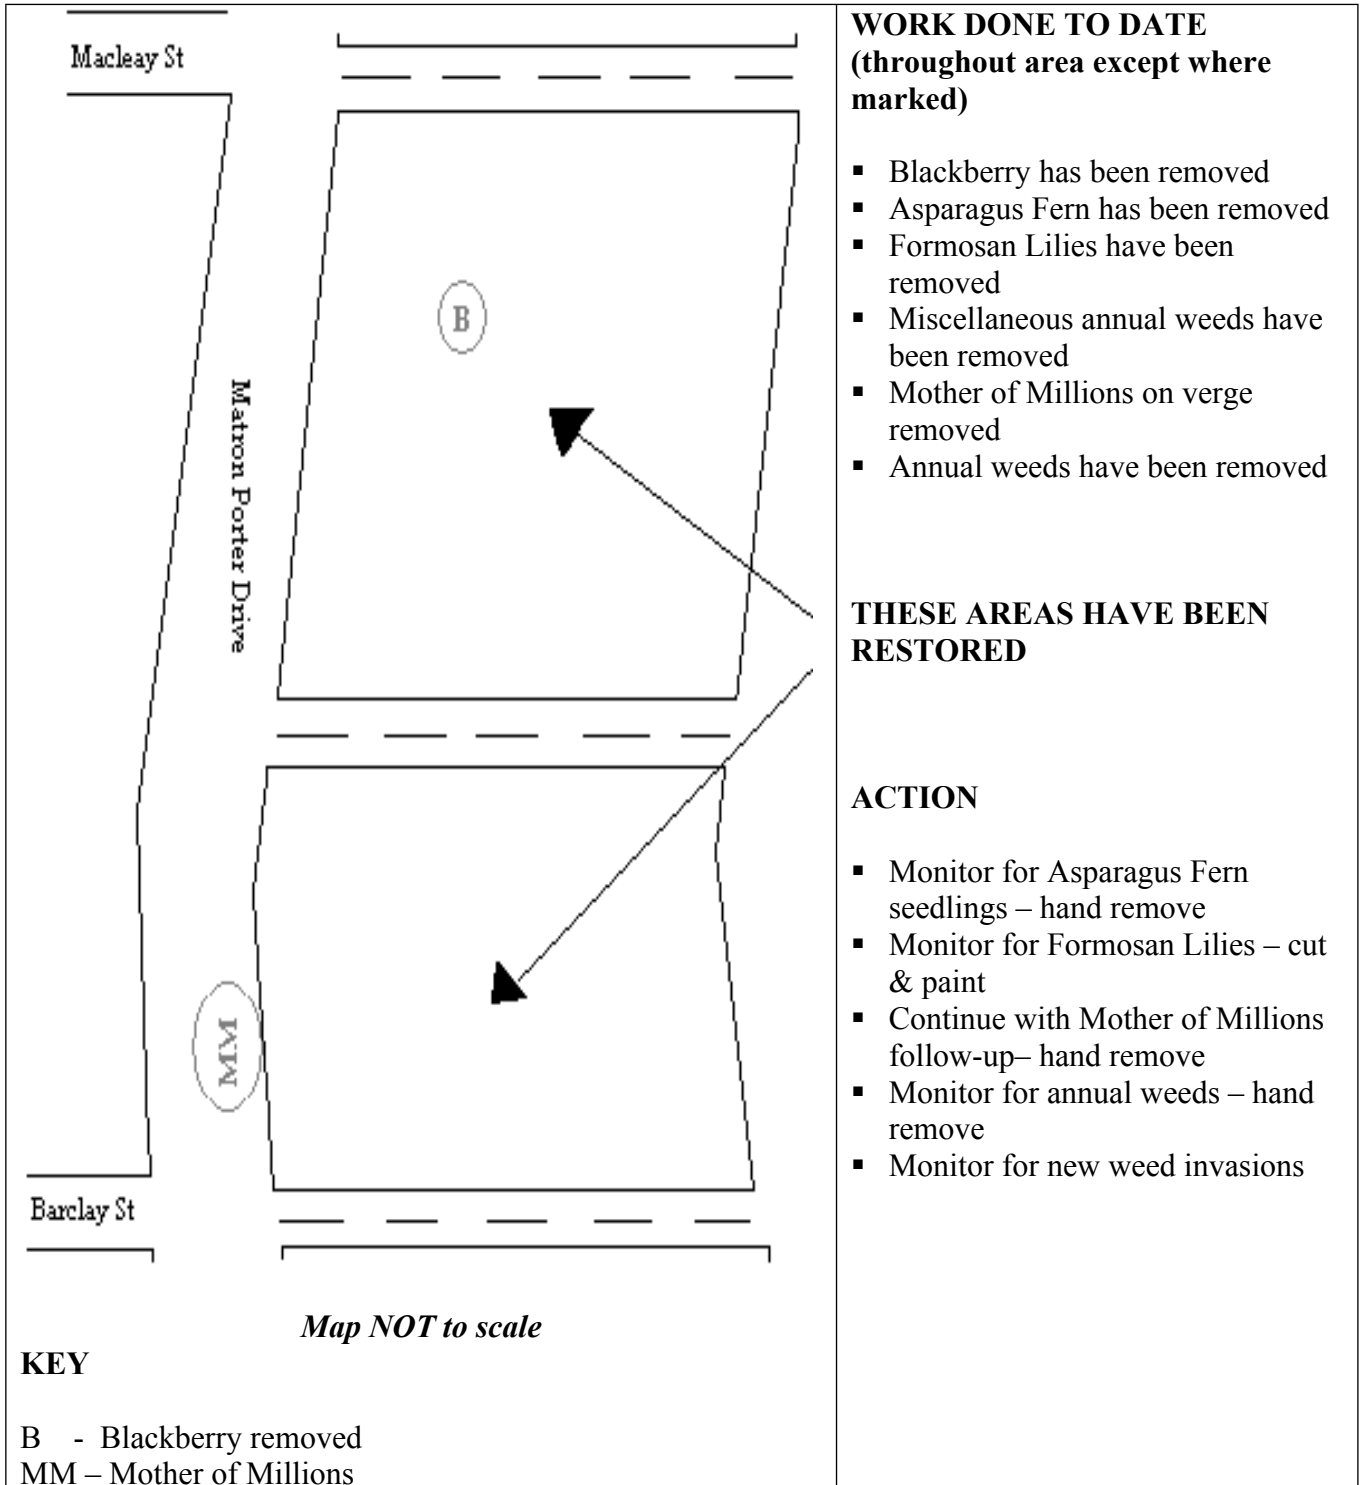 Macleay St
B
Matron Porter Drive
MM
Barclay St
Map NOT to scale
KEY
B - Blackberry removed
MM – Mother of Millions
WORK DONE TO DATE
(throughout area except where
marked)
▪ Blackberry has been removed
▪ Asparagus Fern has been removed
▪ Formosan Lilies have been
removed
▪ Miscellaneous annual weeds have
been removed
▪ Mother of Millions on verge
removed
▪ Annual weeds have been removed
THESE AREAS HAVE BEEN
RESTORED
ACTION
▪ Monitor for Asparagus Fern
seedlings – hand remove
▪ Monitor for Formosan Lilies – cut
& paint
▪ Continue with Mother of Millions
follow-up– hand remove
▪ Monitor for annual weeds – hand
remove
▪ Monitor for new weed invasions